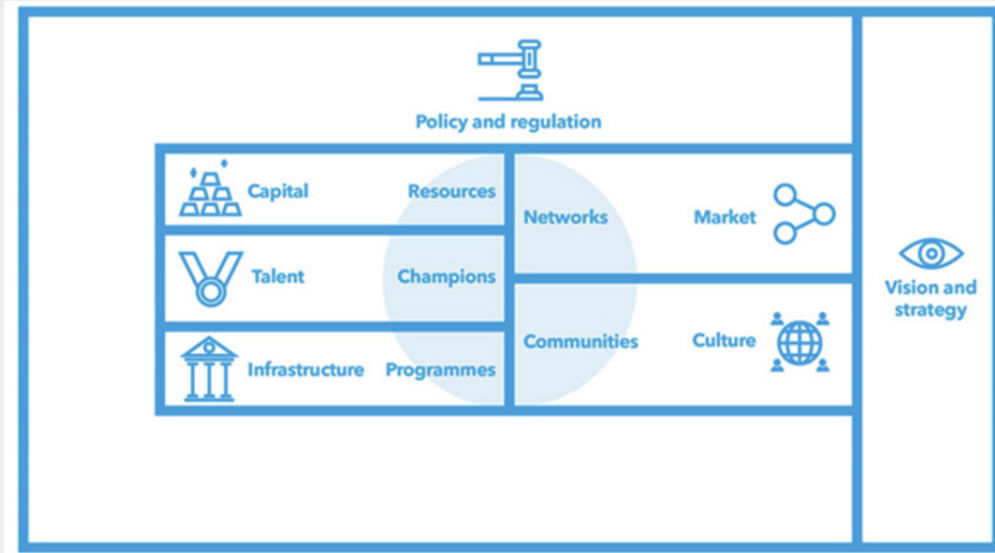 Policy and regulation
Capital Resources
Talent Champions
Infrastructure Programmes
Networks Market
Communities Culture
Vision and
strategy